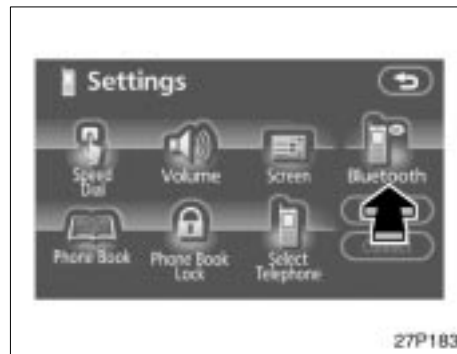 Settings
Speed
Dial
Volume
Screen
Bluetooth
Phone Book
Phone Book
Lock
Select
Telephone
27P183